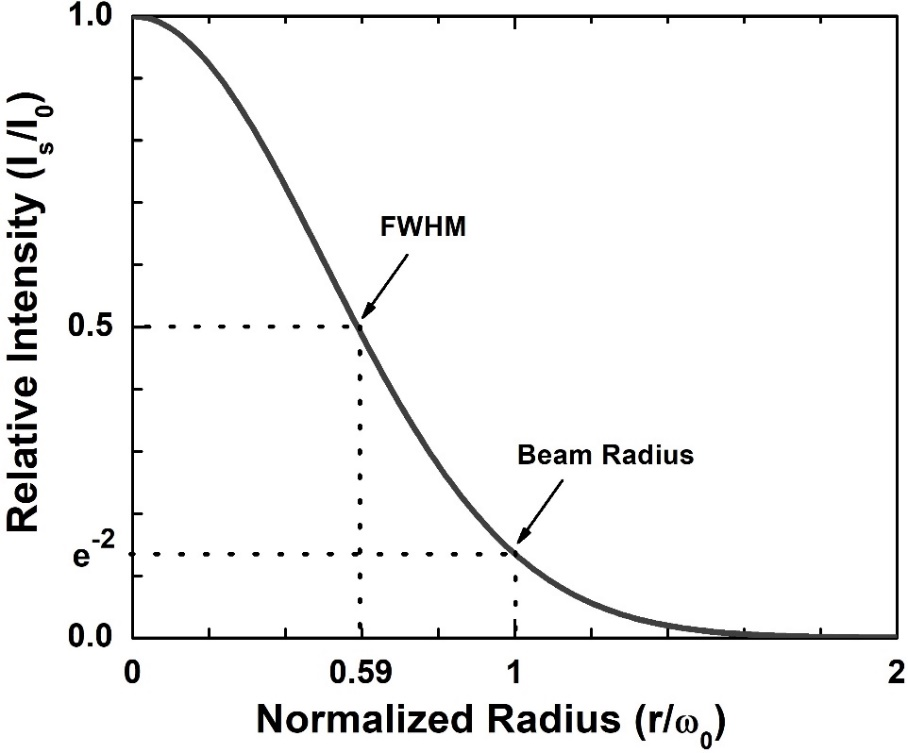 1.0
Relative Intensity (Is/I0)
FWHM
0.5
Beam Radius
e-2
0.0
0 0.59 1 2
Normalized Radius (r/ω0)